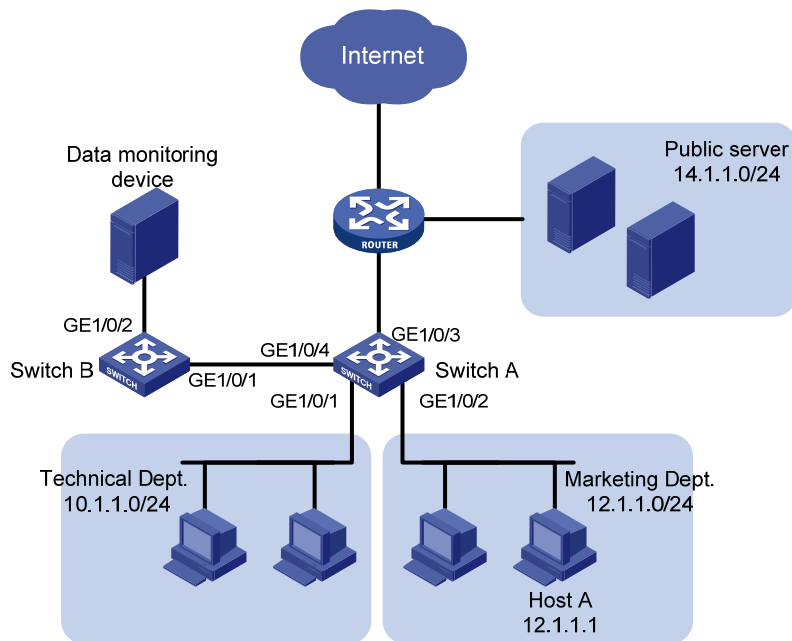 Internet
Data monitoring
device
Public server
14.1.1.0/24
ROUTER
GE1/0/2
GE1/0/3
GE1/0/4
Switch B
SWITCH
GE1/0/1
SWITCH
Switch A
GE1/0/1
GE1/0/2
Technical Dept.
10.1.1.0/24
Marketing Dept.
12.1.1.0/24
Host A
12.1.1.1